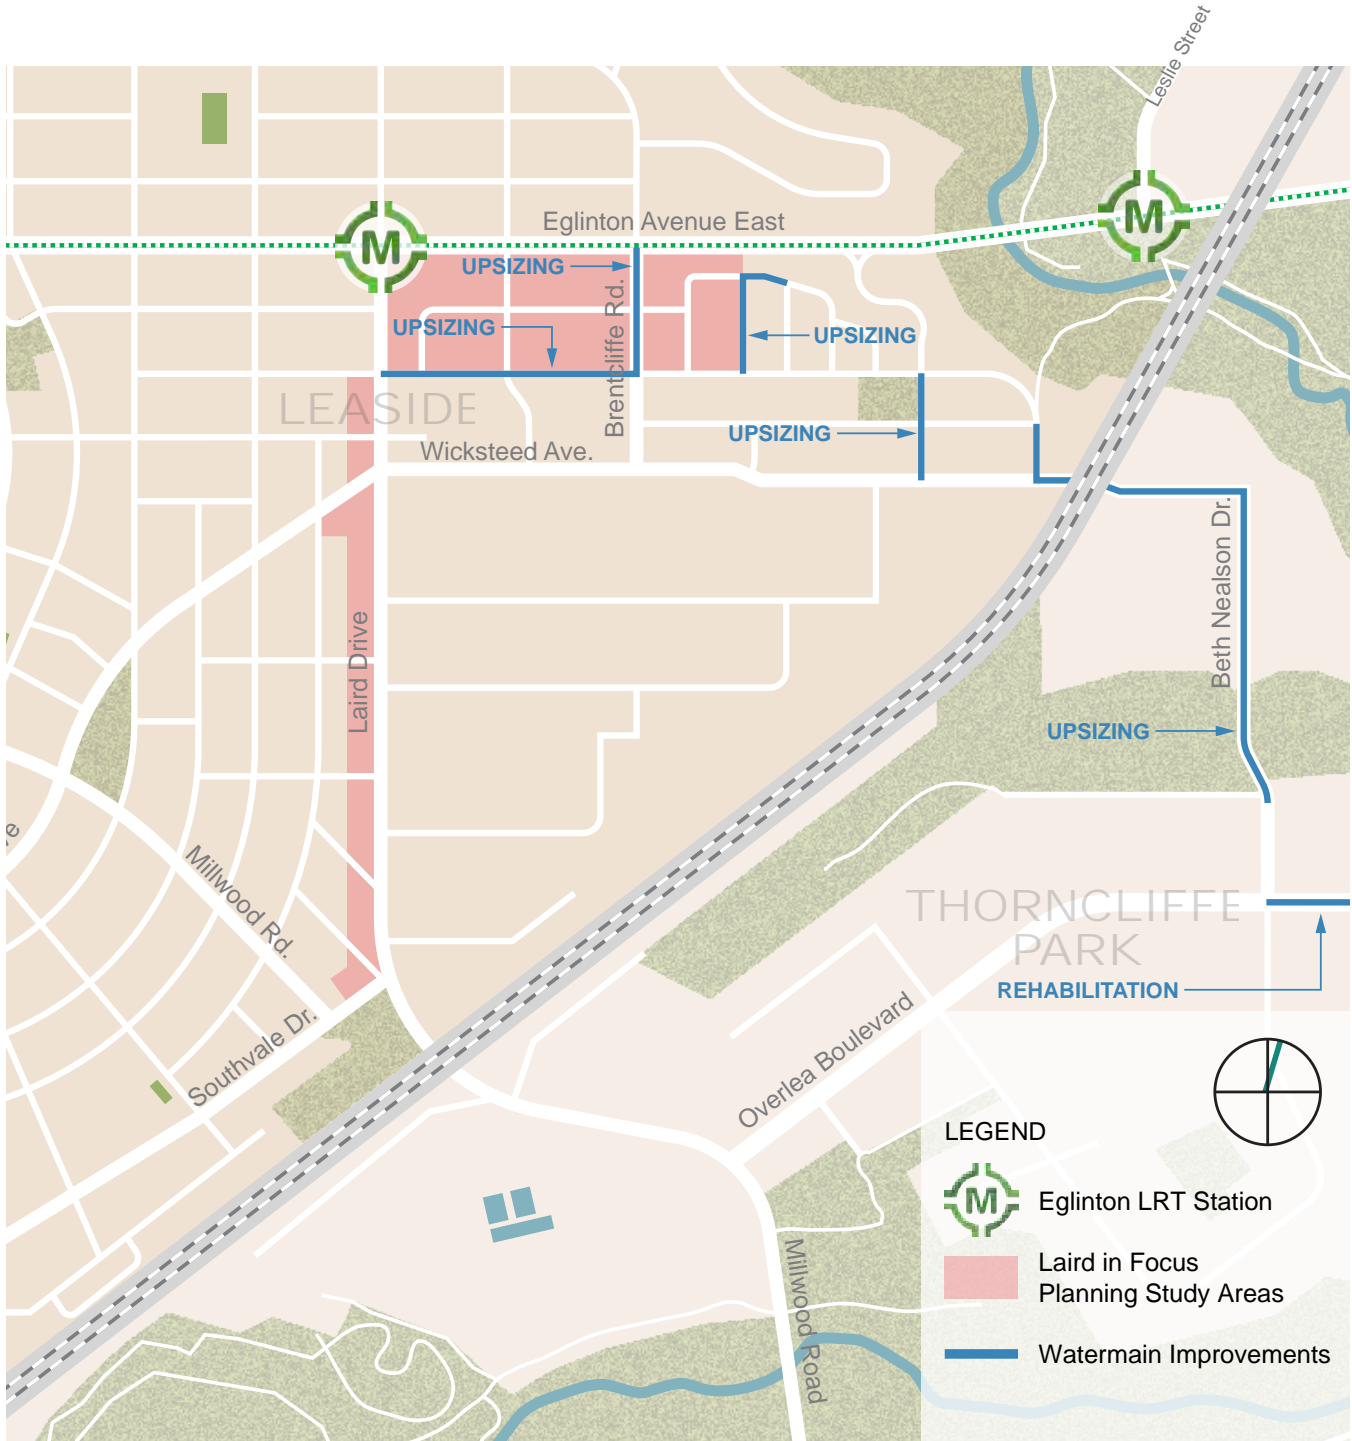 Leslie Street
M
Eglinton Avenue East
M
UPSIZING
Brentcliffe Rd.
UPSIZING
UPSIZING
LEASIDE
UPSIZING
Wicksteed Ave.
Beth Nealson Dr.
Laird Drive
UPSIZING
Millwood Rd.
THORNCLIFFE
PARK
REHABILITATION
Southvale Dr.
Overlea Boulevard
LEGEND
M
Eglinton LRT Station
Laird in Focus
Planning Study Areas
Millwood Road
Watermain Improvements